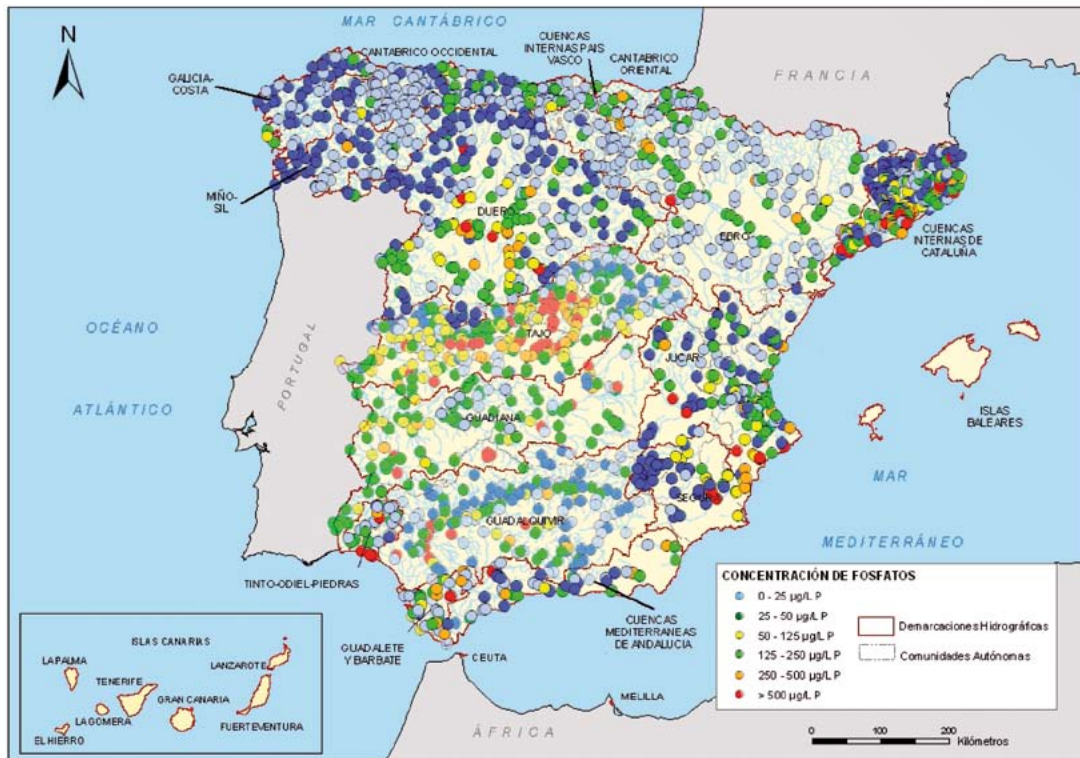 MAR CANTÁBRICO
N
CANTABRICO OCCIDENTAL
CUENCAS
INTERNAS PAIS
VASCO
CANTABRICO
ORIENTAL
FRANCIA
GALICIA-
COSTA
MIÑO-
SIL
DUERO
EBRO
CUENCAS
INTERNAS DE
CATALUÑA
OCÉANO
ATLÁNTICO
PORTUGAL
TAJO
JUCAR
GUADIANA
ISLAS
BALEARES
MAR
MEDITERRÁNEO
SEGURA
GUADALQUIVIR
TINTO-ODIEL-PIEDRAS
GUADALETE
Y BARBATE
CUENCAS
MEDITERRANEAS
DE ANDALUCIA
CEUTA
MELILLA
ÁFRICA
ISLAS CANARIAS
LA PALMA
TENERIFE
LANZAROTE
GRAN CANARIA
LA GOMERA
EL HIERRO
FUERTEVENTURA
CONCENTRACIÓN DE FOSFATOS
0 - 25 µg/L P
25 - 50 µg/L P
50 - 125 µg/L P
125 - 250 µg/L P
250 - 500 µg/L P
> 500 µg/L P
Demarcaciones Hidrográficas
Comunidades Autónomas
0 50 100 200
Kilómetros